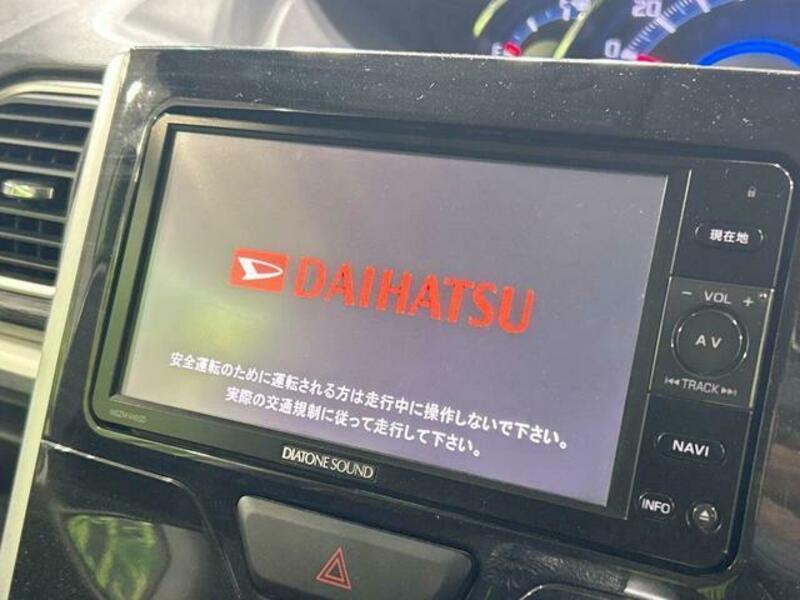 20
0
現在地
− VOL +
AV
TRACK
NAVI
INFO
DAIHATSU
安全運転のために運転される方は走行中に操作しないで下さい。
実際の交通規制に従って走行して下さい。
DIATONE SOUND